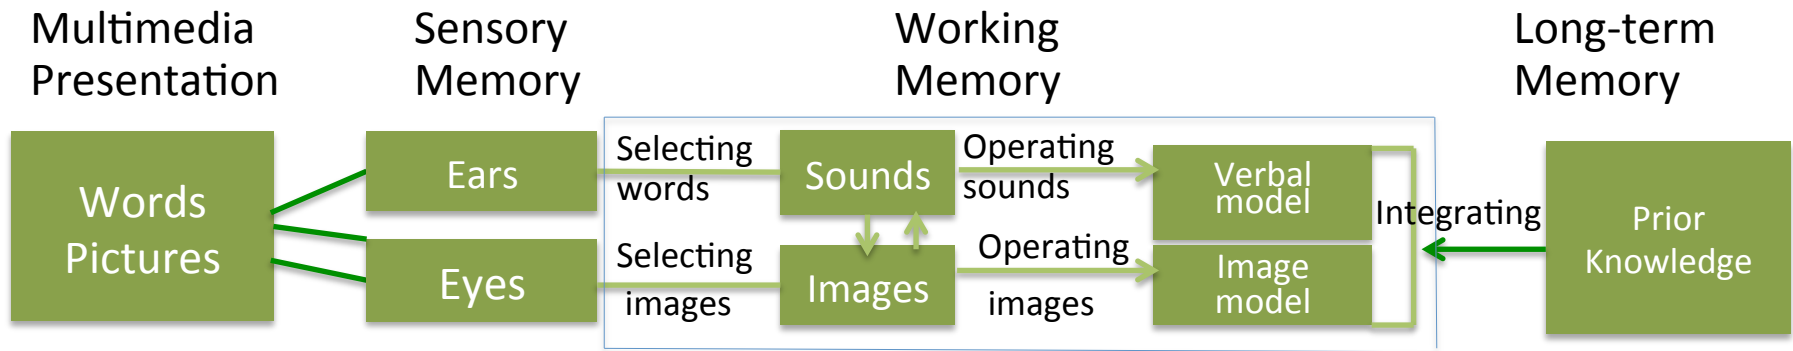 Multimedia
Presentation
Sensory
Memory
Working
Memory
Long-term
Memory
Words
Pictures
Ears
Eyes
Selecting
words
Selecting
images
Sounds
Images
Operating
sounds
Operating
images
Verbal
model
Image
model
Integrating
Prior
Knowledge